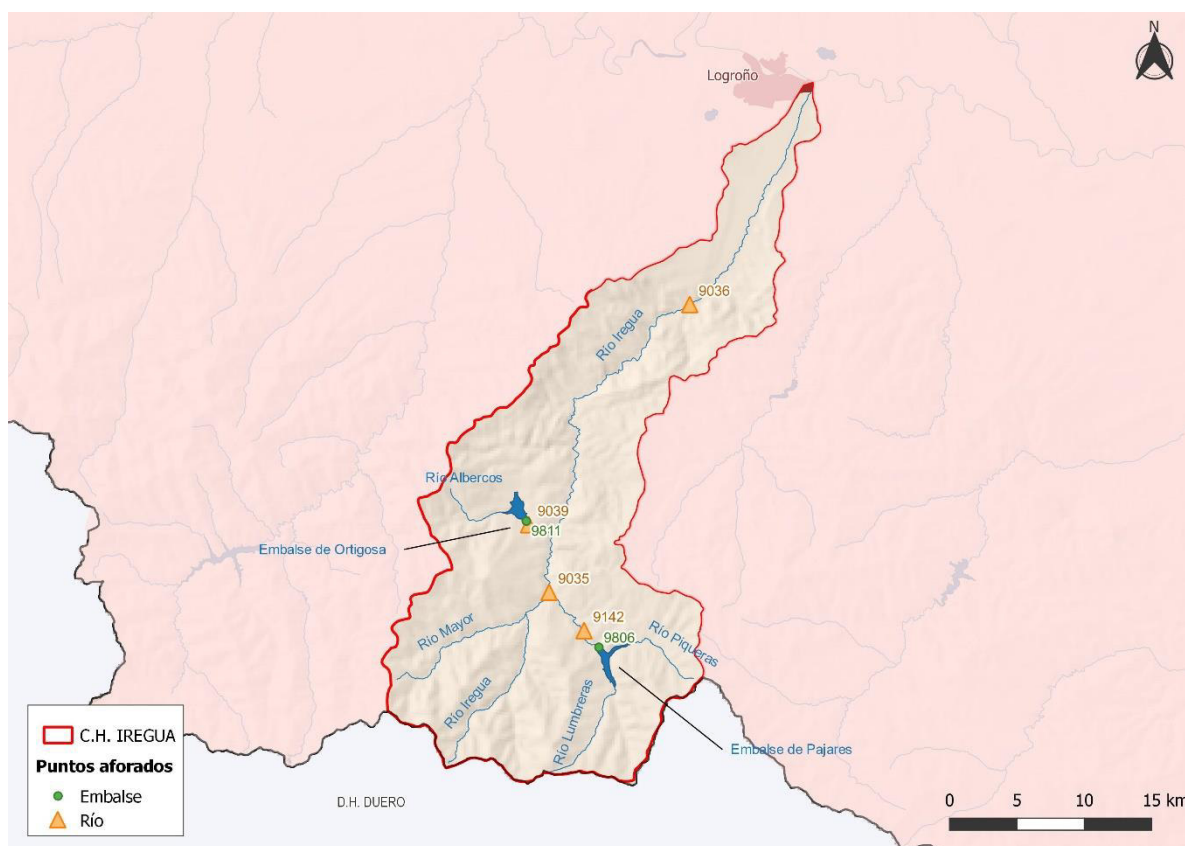 N
Logroño
9036
Río Iregua
Río Albercos
9039
9811
Embalse de Ortigosa
9035
9142
9806
Río Mayor
Río Piqueras
Río Iregua
Río Lumbreras
Embalse de Pajares
C.H. IREGUA
Puntos aforados
Embalse
Río
D.H. DUERO
0 5 10 15 km